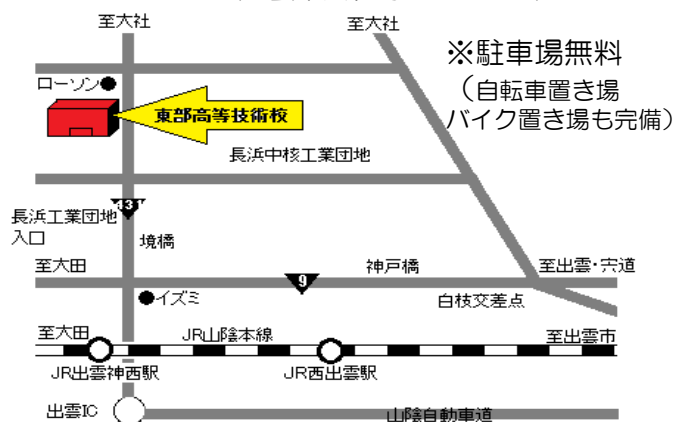 至大社
至大社
※駐車場無料
(自転車置き場
バイク置き場も完備)
ローソン
東部高等技術校
長浜中核工業団地
長浜工業団地
入口
431
境橋
至大田
9
神戸橋
至出雲・宍道
イズミ
白枝交差点
至大田
JR山陰本線
至出雲市
JR出雲神西駅
JR西出雲駅
出雲IC
山陰自動車道